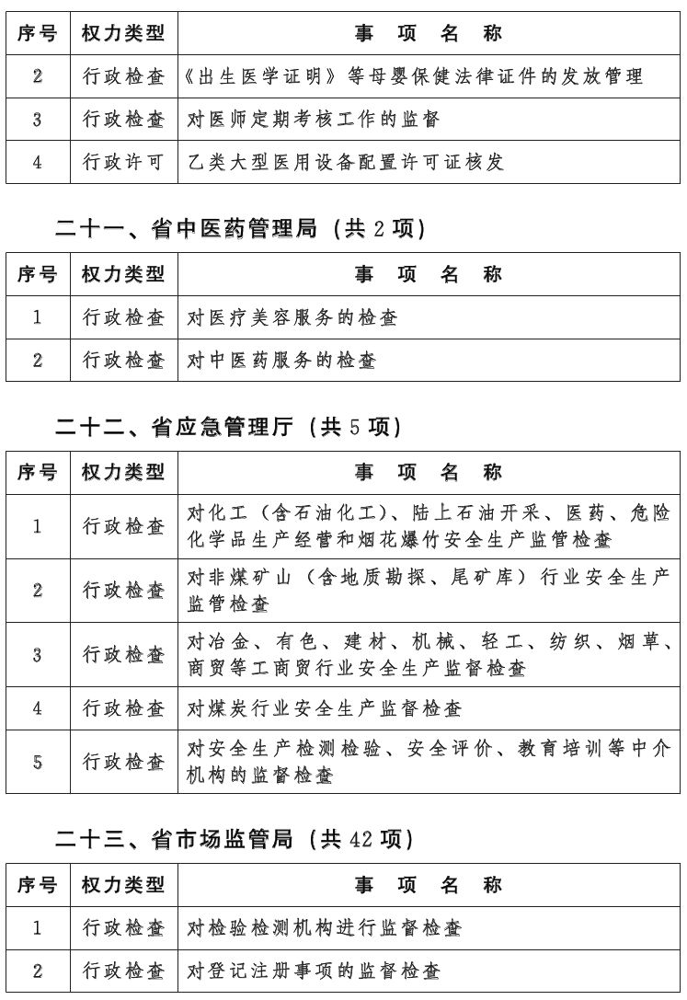 序号 权力类型 事 项 名 称
2 行政检查 《出生医学证明》等母婴保健法律证件的发放管理
3 行政检查 对医师定期考核工作的监督
4 行政许可 乙类大型医用设备配置许可证核发
二十一、省中医药管理局（共 2 项）
序号 权力类型 事 项 名 称
1 行政检查 对医疗美容服务的检查
2 行政检查 对中医药服务的检查
二十二、省应急管理厅（共 5 项）
序号 权力类型 事 项 名 称
1 行政检查 对化工（含石油化工）、陆上石油开采、医药、危险
化学品生产经营和烟花爆竹安全生产监管检查
2 行政检查 对非煤矿山（含地质勘探、尾矿库）行业安全生产
监管检查
3 行政检查 对冶金、有色、建材、机械、轻工、纺织、烟草、
商贸等工商贸行业安全生产监督检查
4 行政检查 对煤炭行业安全生产监督检查
5 行政检查 对安全生产检测检验、安全评价、教育培训等中介
机构的监督检查
二十三、省市场监管局（共 42 项）
序号 权力类型 事 项 名 称
1 行政检查 对检验检测机构进行监督检查
2 行政检查 对登记注册事项的监督检查